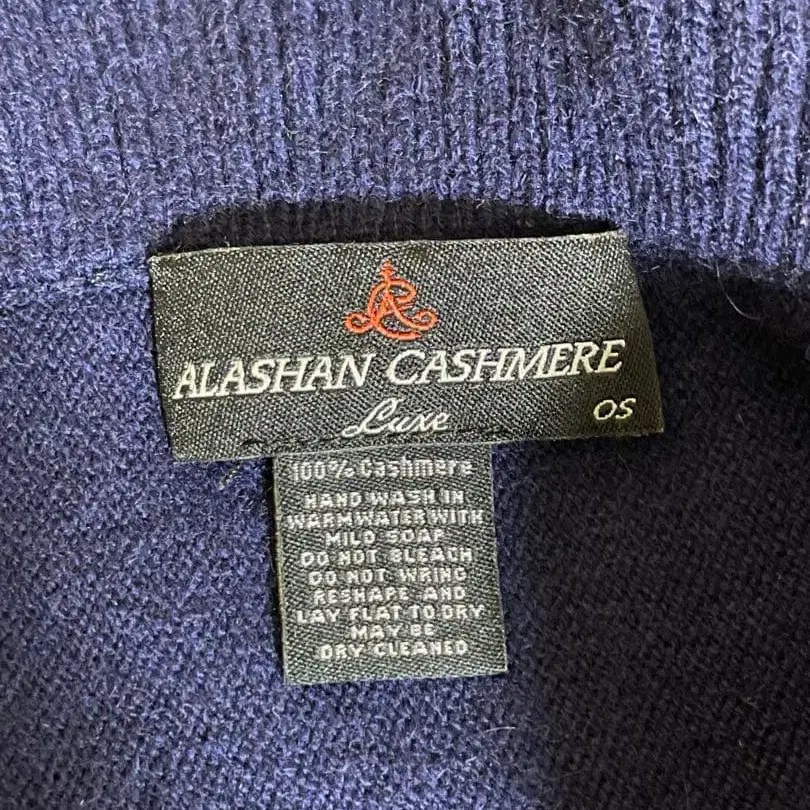 ALASHAN CASHMERE
Luxe
OS
100% Cashmere
HAND WASH IN
WARM WATER WITH
MILD SOAP
DO NOT BLEACH
DO NOT WRING
RESHAPE AND
LAY FLAT TO DRY
MAY BE
DRY CLEANED